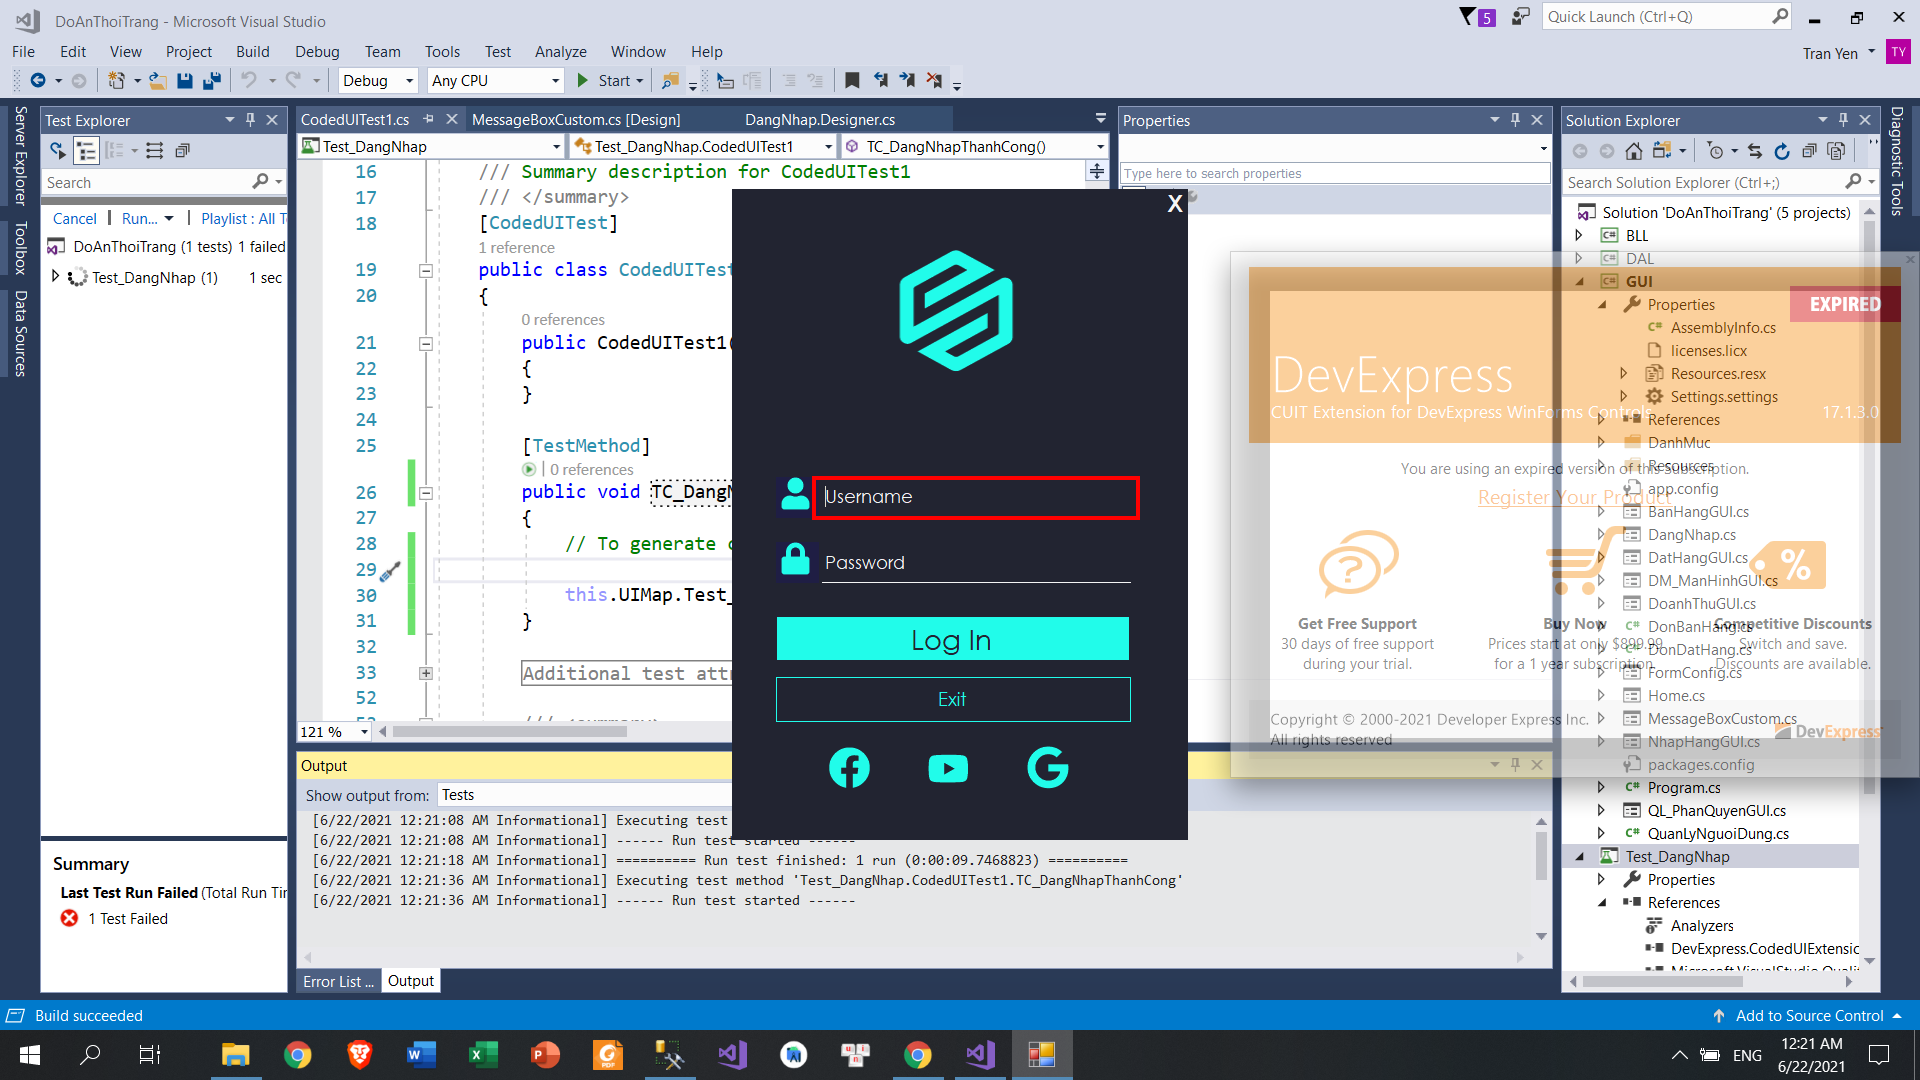 DoAnThoiTrang - Microsoft Visual Studio
5
Quick Launch (Ctrl+Q)
File Edit View Project Build Debug Team Tools Test Analyze Window Help
Tran Yen
TY
Debug
Any CPU
Start
Server Explorer
Toolbox
Data Sources
Test Explorer
Search
Cancel | Run... | Playlist : All T
DoAnThoiTrang (1 tests) 1 failed
Test_DangNhap (1) 1 sec
Summary
Last Test Run Failed (Total Run Tir
1 Test Failed
CodedUITest1.cs
MessageBoxCustom.cs [Design]
DangNhap.Designer.cs
Test_DangNhap
Test_DangNhap.CodedUITest1
TC_DangNhapThanhCong()
16 /// Summary description for CodedUITest1
17 /// </summary>
18 [CodedUITest]
1 reference
19 public class CodedUITest
20 {
0 references
21 public CodedUITest1(
22 {
23 }
24
25 [TestMethod]
0 references
26 public void TC_DangN
27 {
28 // To generate c
29
30 this.UIMap.Test_
31 }
32
33 Additional test attr
52
/// <summary>
121 %
X
Username
Password
Log In
Exit
Output
Show output from: Tests
[6/22/2021 12:21:08 AM Informational] Executing test
[6/22/2021 12:21:08 AM Informational] ------ Run test started ------
[6/22/2021 12:21:18 AM Informational] ========== Run test finished: 1 run (0:00:09.7468823) ==========
[6/22/2021 12:21:36 AM Informational] Executing test method 'Test_DangNhap.CodedUITest1.TC_DangNhapThanhCong'
[6/22/2021 12:21:36 AM Informational] ------ Run test started ------
Error List ...
Output
Properties
Type here to search properties
EXPIRED
DevExpress
CUIT Extension for DevExpress WinForms Controls
17.1.3.0
You are using an expired version of this subscription.
Register Your Product
Get Free Support
30 days of free support
during your trial.
Buy Now
Prices start at only $899.99
for a 1 year subscription.
Competitive Discounts
Switch and save.
Discounts are available.
Copyright © 2000-2021 Developer Express Inc.
All rights reserved
DevExpress
Solution Explorer
Search Solution Explorer (Ctrl+;)
Solution 'DoAnThoiTrang' (5 projects)
BLL
DAL
GUI
Properties
AssemblyInfo.cs
licenses.licx
Resources.resx
Settings.settings
References
DanhMuc
Resources
app.config
BanHangGUI.cs
DangNhap.cs
DatHangGUI.cs
DM_ManHinhGUI.cs
DoanhThuGUI.cs
DonBanHang.cs
DonDatHang.cs
FormConfig.cs
Home.cs
MessageBoxCustom.cs
NhapHangGUI.cs
packages.config
Program.cs
QL_PhanQuyenGUI.cs
QuanLyNguoiDung.cs
Test_DangNhap
Properties
References
Analyzers
DevExpress.CodedUIExtensic
Diagnostic Tools
Build succeeded
Add to Source Control
ENG
12:21 AM
6/22/2021